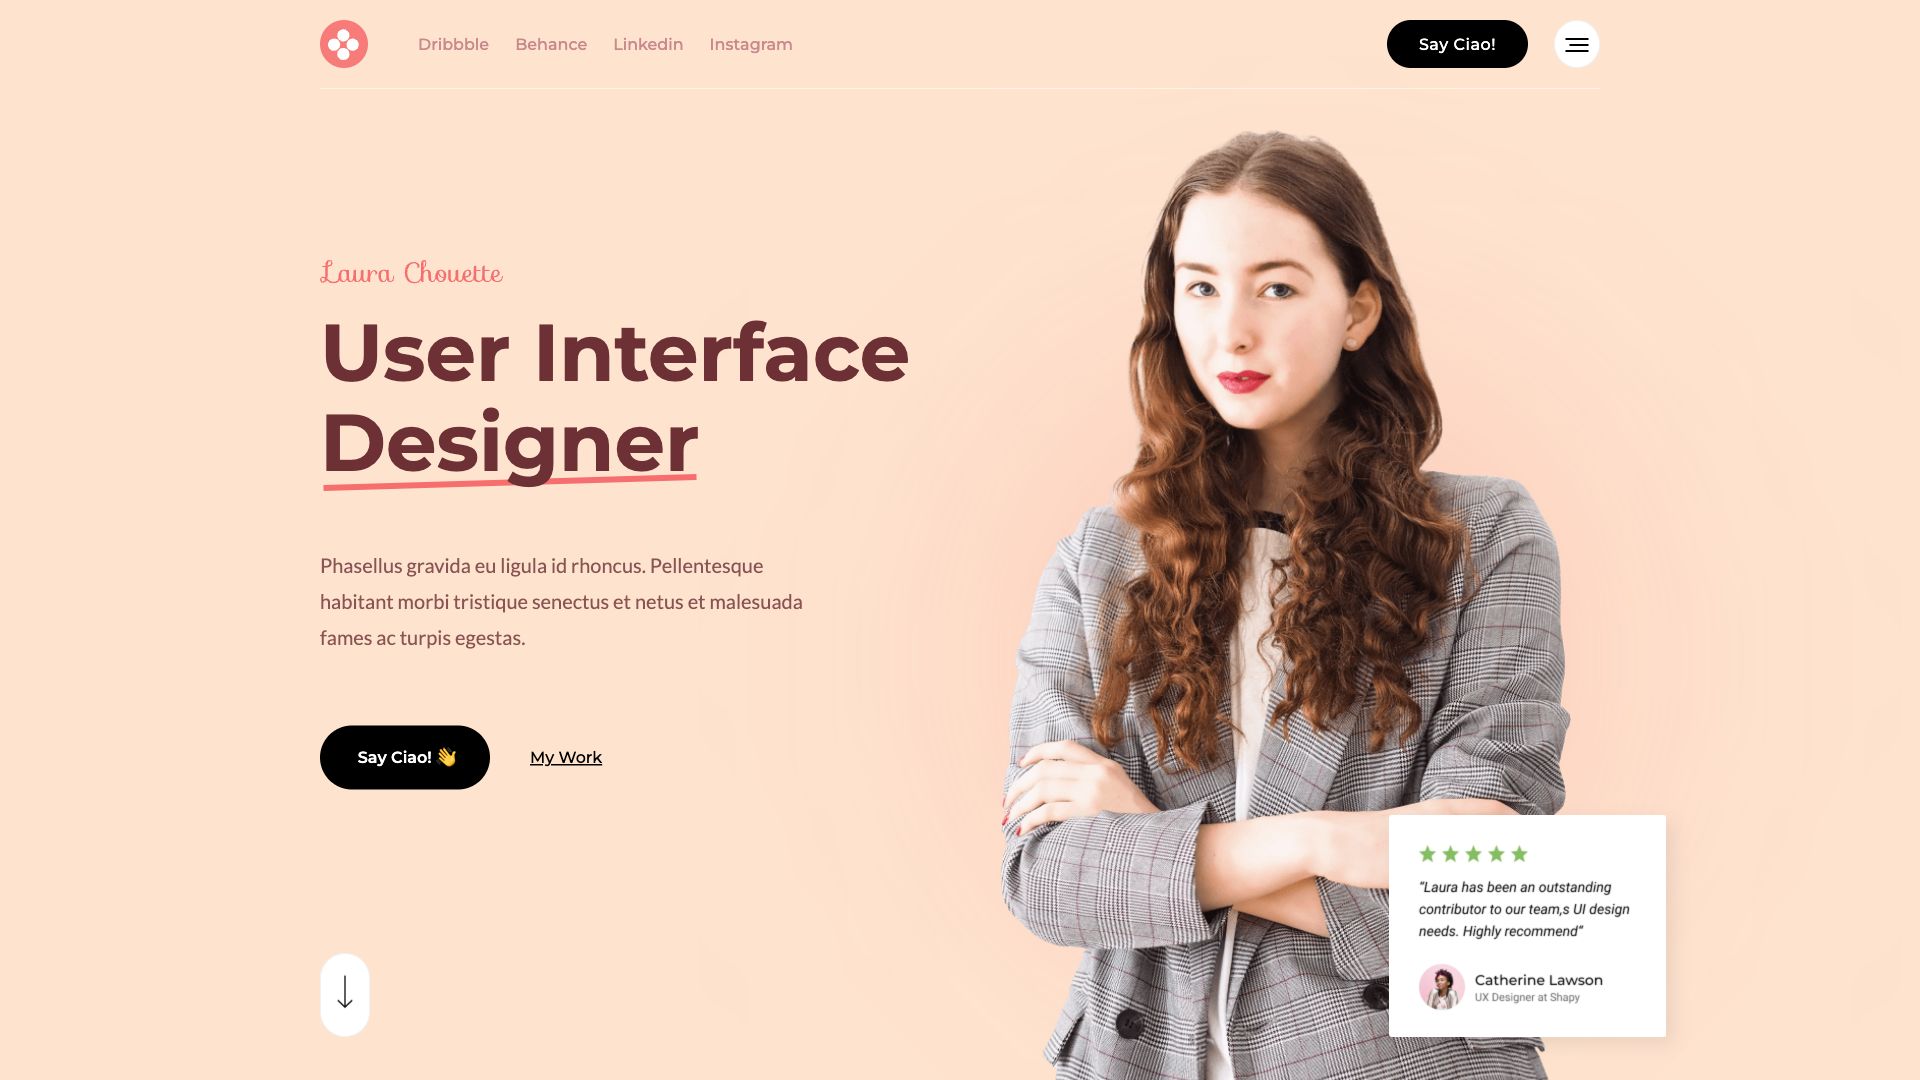 Dribbble
Behance
Linkedin
Instagram
Say Ciao!
Laura Chouette
User Interface
Designer
Phasellus gravida eu ligula id rhoncus. Pellentesque
habitant morbi tristique senectus et netus et malesuada
fames ac turpis egestas.
Say Ciao! 👋
My Work
“Laura has been an outstanding
contributor to our team,s UI design
needs. Highly recommend”
Catherine Lawson
UX Designer at Shapy